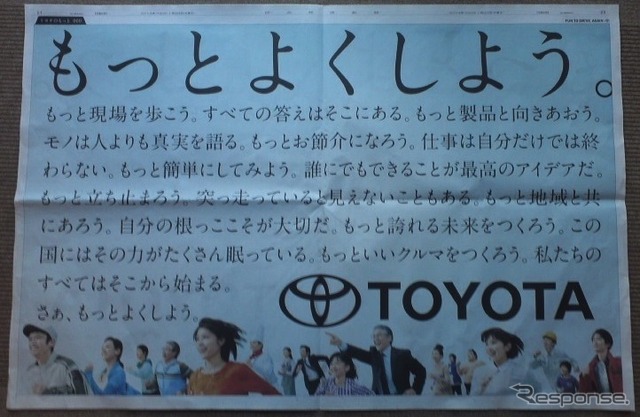 もっとよくしよう。
もっと現場を歩こう。すべての答えはそこにある。もっと製品と向きあおう。
モノは人よりも真実を語る。もっとお節介になろう。仕事は自分だけでは終
わらない。もっと簡単にしてみよう。誰にでもできることが最高のアイデアだ。
もっと立ち止まろう。突っ走っていると見えないこともある。もっと地域と共
にあろう。自分の根っここそが大切だ。もっと誇れる未来をつくろう。この
国にはその力がたくさん眠っている。もっといいクルマをつくろう。私たちの
すべてはそこから始まる。
さぁ、もっとよくしよう。
TOYOTA
Response.